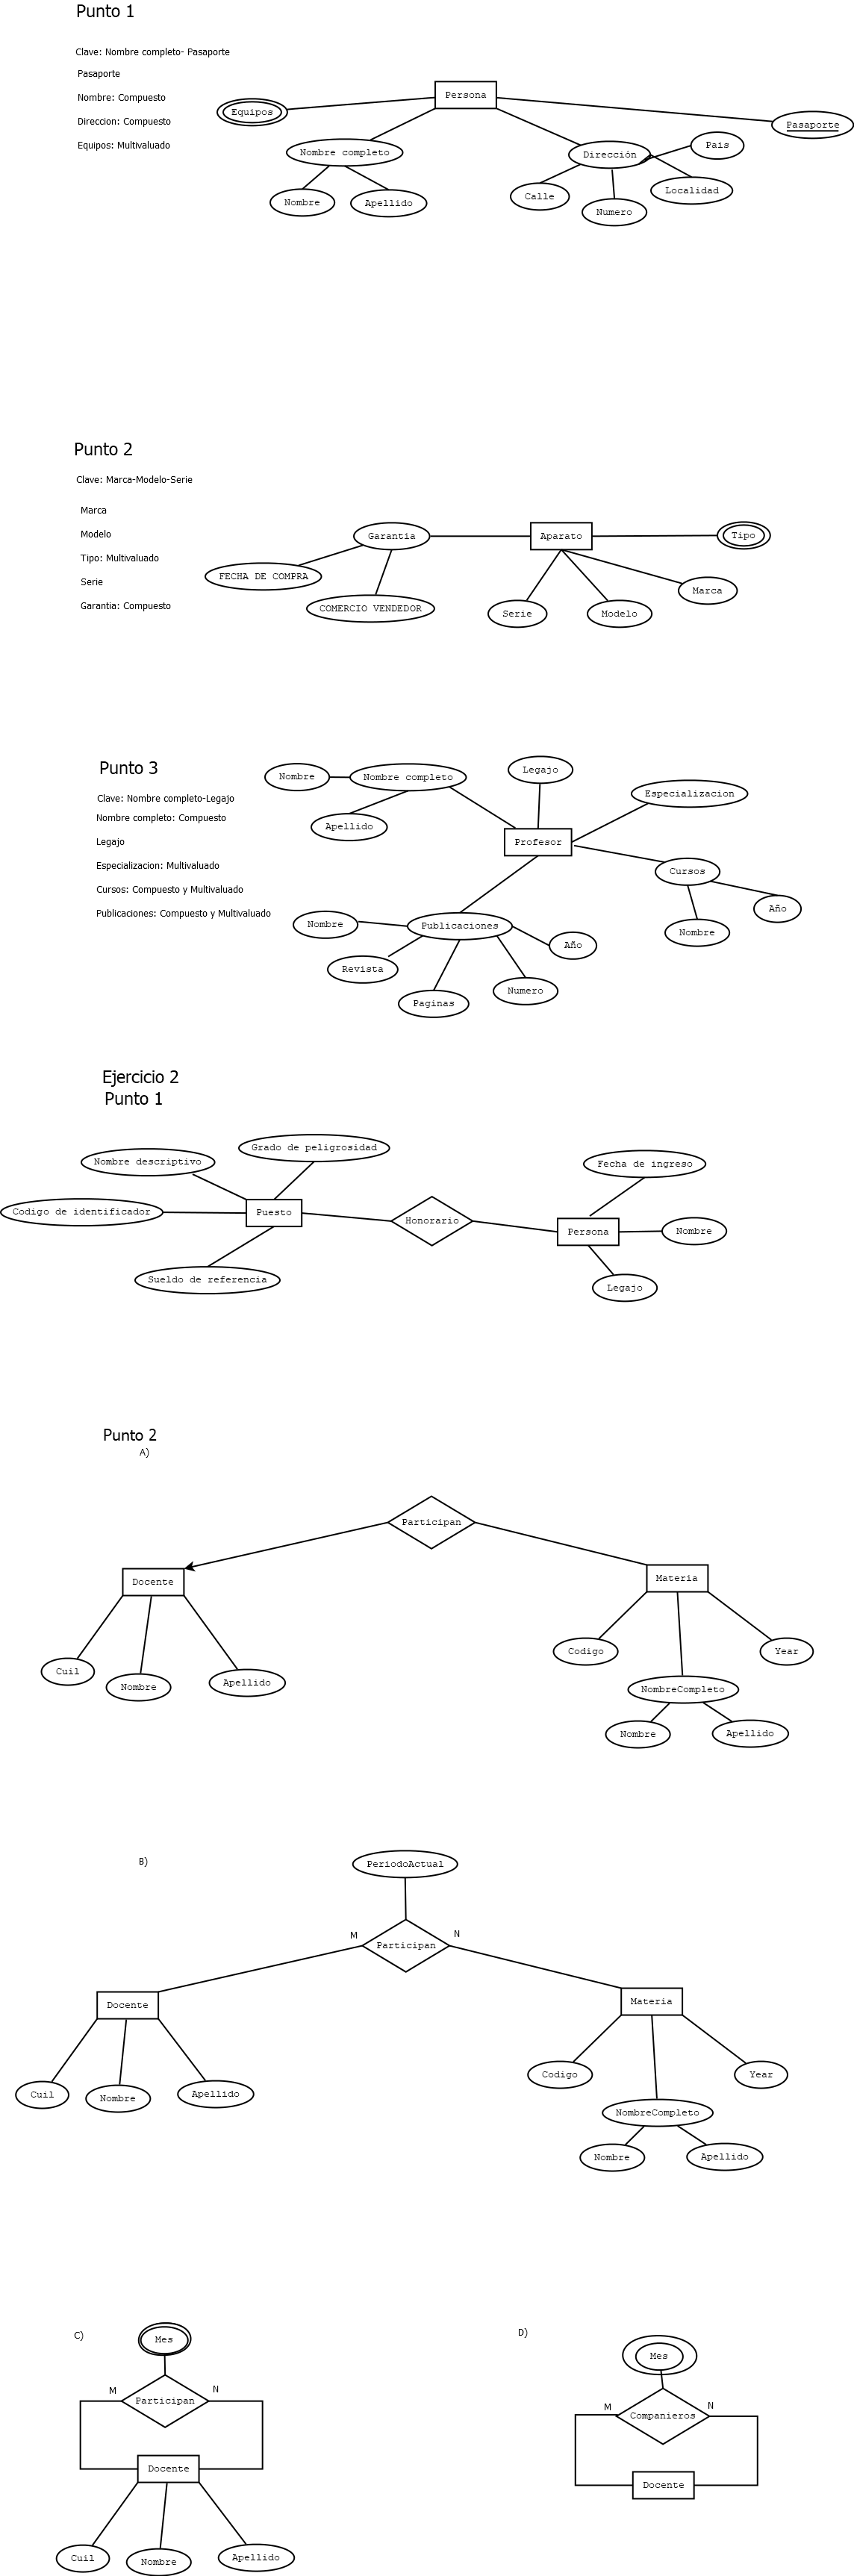 Punto 1
Clave: Nombre completo- Pasaporte
Pasaporte
Nombre: Compuesto
Direccion: Compuesto
Equipos: Multivaluado
Persona
Equipos
Pasaporte
Nombre completo
Dirección
Pais
Nombre
Apellido
Calle
Numero
Localidad
Punto 2
Clave: Marca-Modelo-Serie
Marca
Modelo
Tipo: Multivaluado
Serie
Garantia: Compuesto
Garantia
Aparato
Tipo
FECHA DE COMPRA
COMERCIO VENDEDOR
Serie
Modelo
Marca
Punto 3
Clave: Nombre completo-Legajo
Nombre completo: Compuesto
Legajo
Especializacion: Multivaluado
Cursos: Compuesto y Multivaluado
Publicaciones: Compuesto y Multivaluado
Nombre
Nombre completo
Legajo
Especializacion
Apellido
Profesor
Cursos
Año
Nombre
Nombre
Publicaciones
Año
Revista
Paginas
Numero
Ejercicio 2
Punto 1
Nombre descriptivo
Grado de peligrosidad
Fecha de ingreso
Codigo de identificador
Puesto
Honorario
Persona
Nombre
Sueldo de referencia
Legajo
Punto 2
A)
Participan
Docente
Materia
Cuil
Nombre
Apellido
Codigo
Year
NombreCompleto
Nombre
Apellido
B)
PeriodoActual
M
N
Participan
Docente
Materia
Cuil
Nombre
Apellido
Codigo
Year
NombreCompleto
Nombre
Apellido
C)
Mes
M
N
Participan
Docente
Cuil
Nombre
Apellido
D)
Mes
M
N
Companieros
Docente